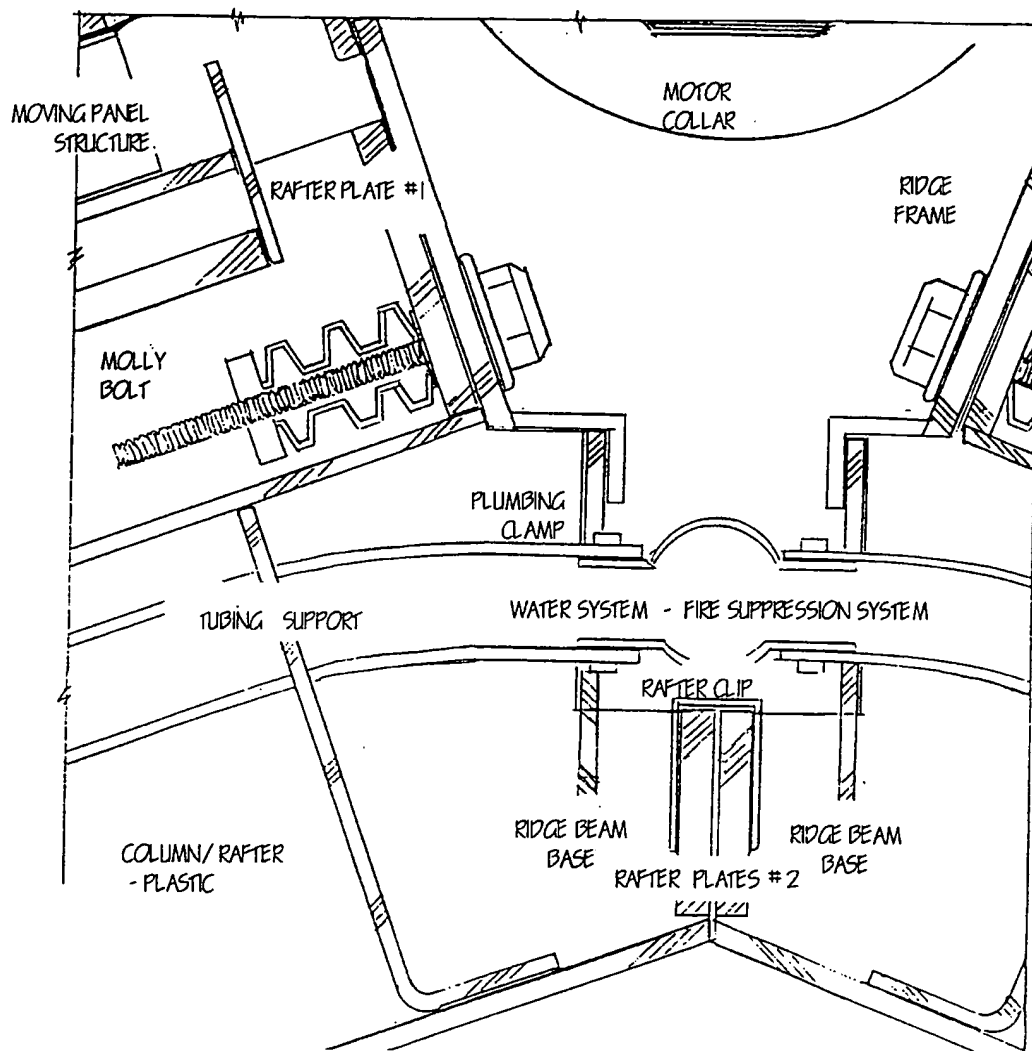 MOTOR
COLLAR
MOVING PANEL
STRUCTURE.
RAFTER PLATE #1
RIDGE
FRAME
MOLLY
BOLT
PLUMBING
CLAMP
TUBING SUPPORT
WATER SYSTEM - FIRE SUPPRESSION SYSTEM
RAFTER CLIP
RIDGE BEAM
BASE
RIDGE BEAM
BASE
COLUMN/RAFTER
- PLASTIC
RAFTER PLATES #2